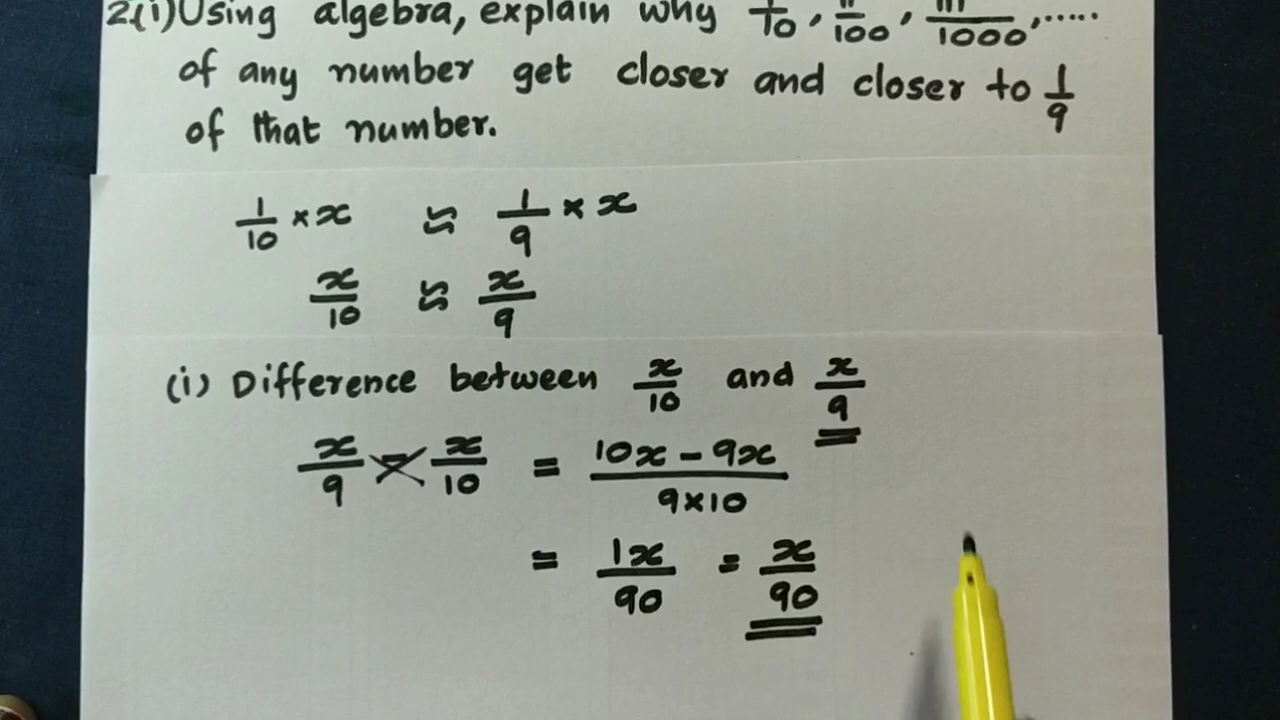 2.(i) Using algebra, explain why 1/10, 11/100, 111/1000, .....
of any number get closer and closer to 1/9
of that number.
1/10 × x ≈ 1/9 × x
x/10 ≈ x/9
(i) Difference between x/10 and x/9
x/9 - x/10 = 10x - 9x / 9×10
= 1x/90 = x/90